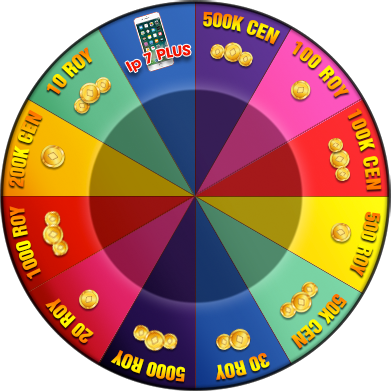 500K CEN
100 ROY
100K CEN
500 ROY
50K CEN
30 ROY
5000 ROY
20 ROY
1000 ROY
200K CEN
10 ROY
Ip 7 PLUS